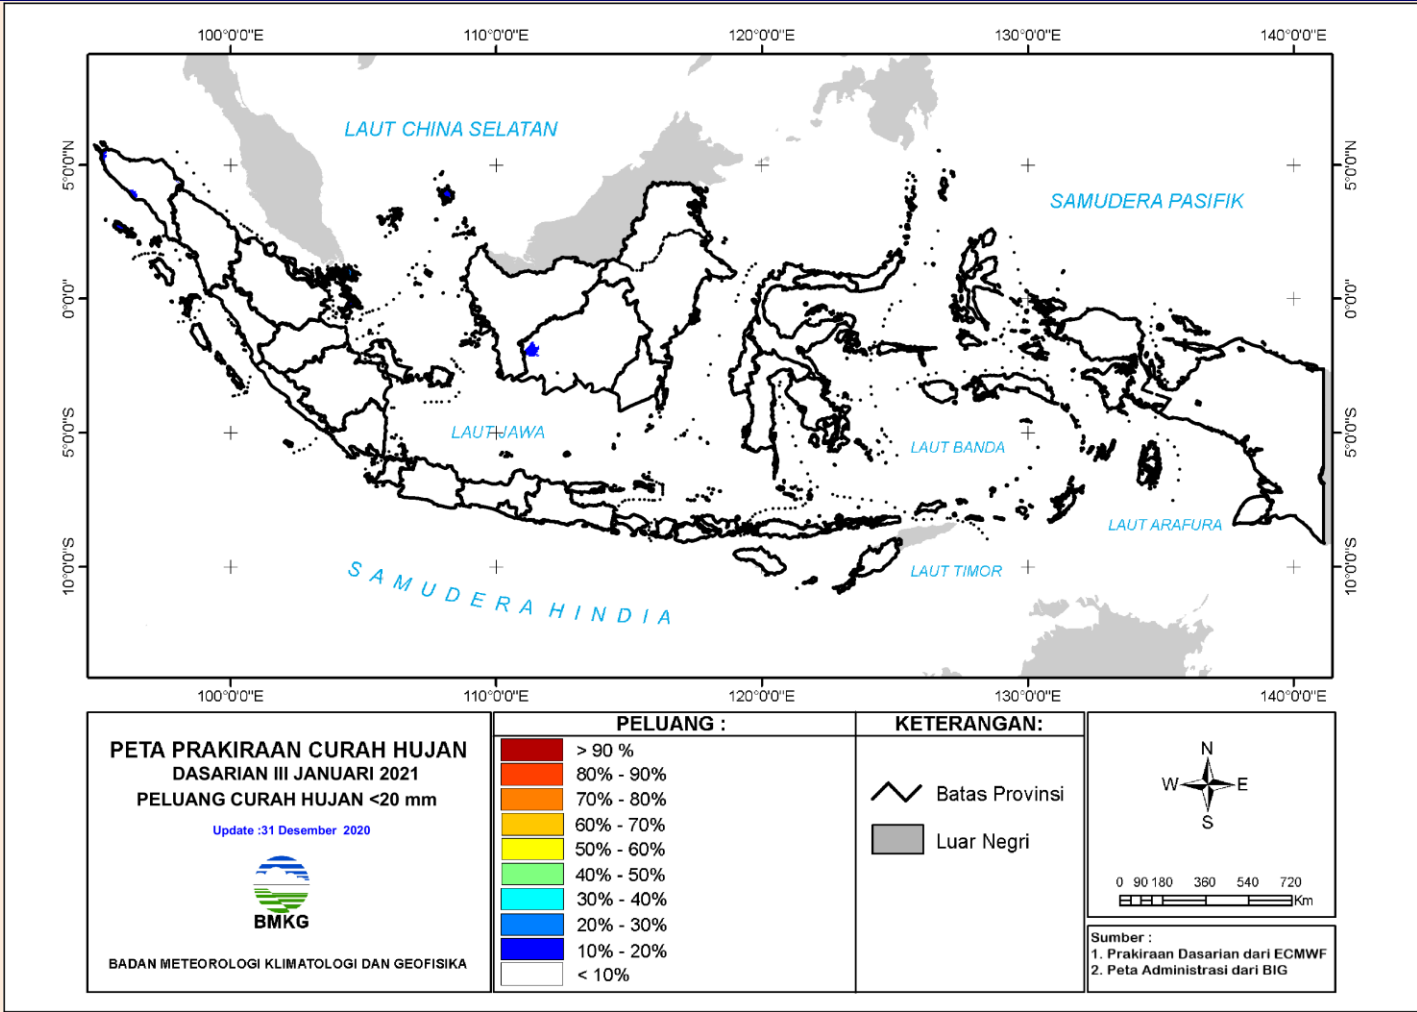 100°0'0"E 110°0'0"E 120°0'0"E 130°0'0"E 140°0'0"E
5°0'0"N 5°0'0"N
0°0'0" 0°0'0"
5°0'0"S 5°0'0"S
10°0'0"S 10°0'0"S
LAUT CHINA SELATAN
SAMUDERA PASIFIK
LAUT JAWA
LAUT BANDA
LAUT ARAFURA
LAUT TIMOR
SAMUDERA HINDIA
100°0'0"E 110°0'0"E 120°0'0"E 130°0'0"E 140°0'0"E
PETA PRAKIRAAN CURAH HUJAN
DASARIAN III JANUARI 2021
PELUANG CURAH HUJAN <20 mm
Update :31 Desember 2020
BMKG
BADAN METEOROLOGI KLIMATOLOGI DAN GEOFISIKA
PELUANG :
> 90 %
80% - 90%
70% - 80%
60% - 70%
50% - 60%
40% - 50%
30% - 40%
20% - 30%
10% - 20%
< 10%
KETERANGAN:
Batas Provinsi
Luar Negri
N
W E
S
0 90 180 360 540 720
Km
Sumber :
1. Prakiraan Dasarian dari ECMWF
2. Peta Administrasi dari BIG